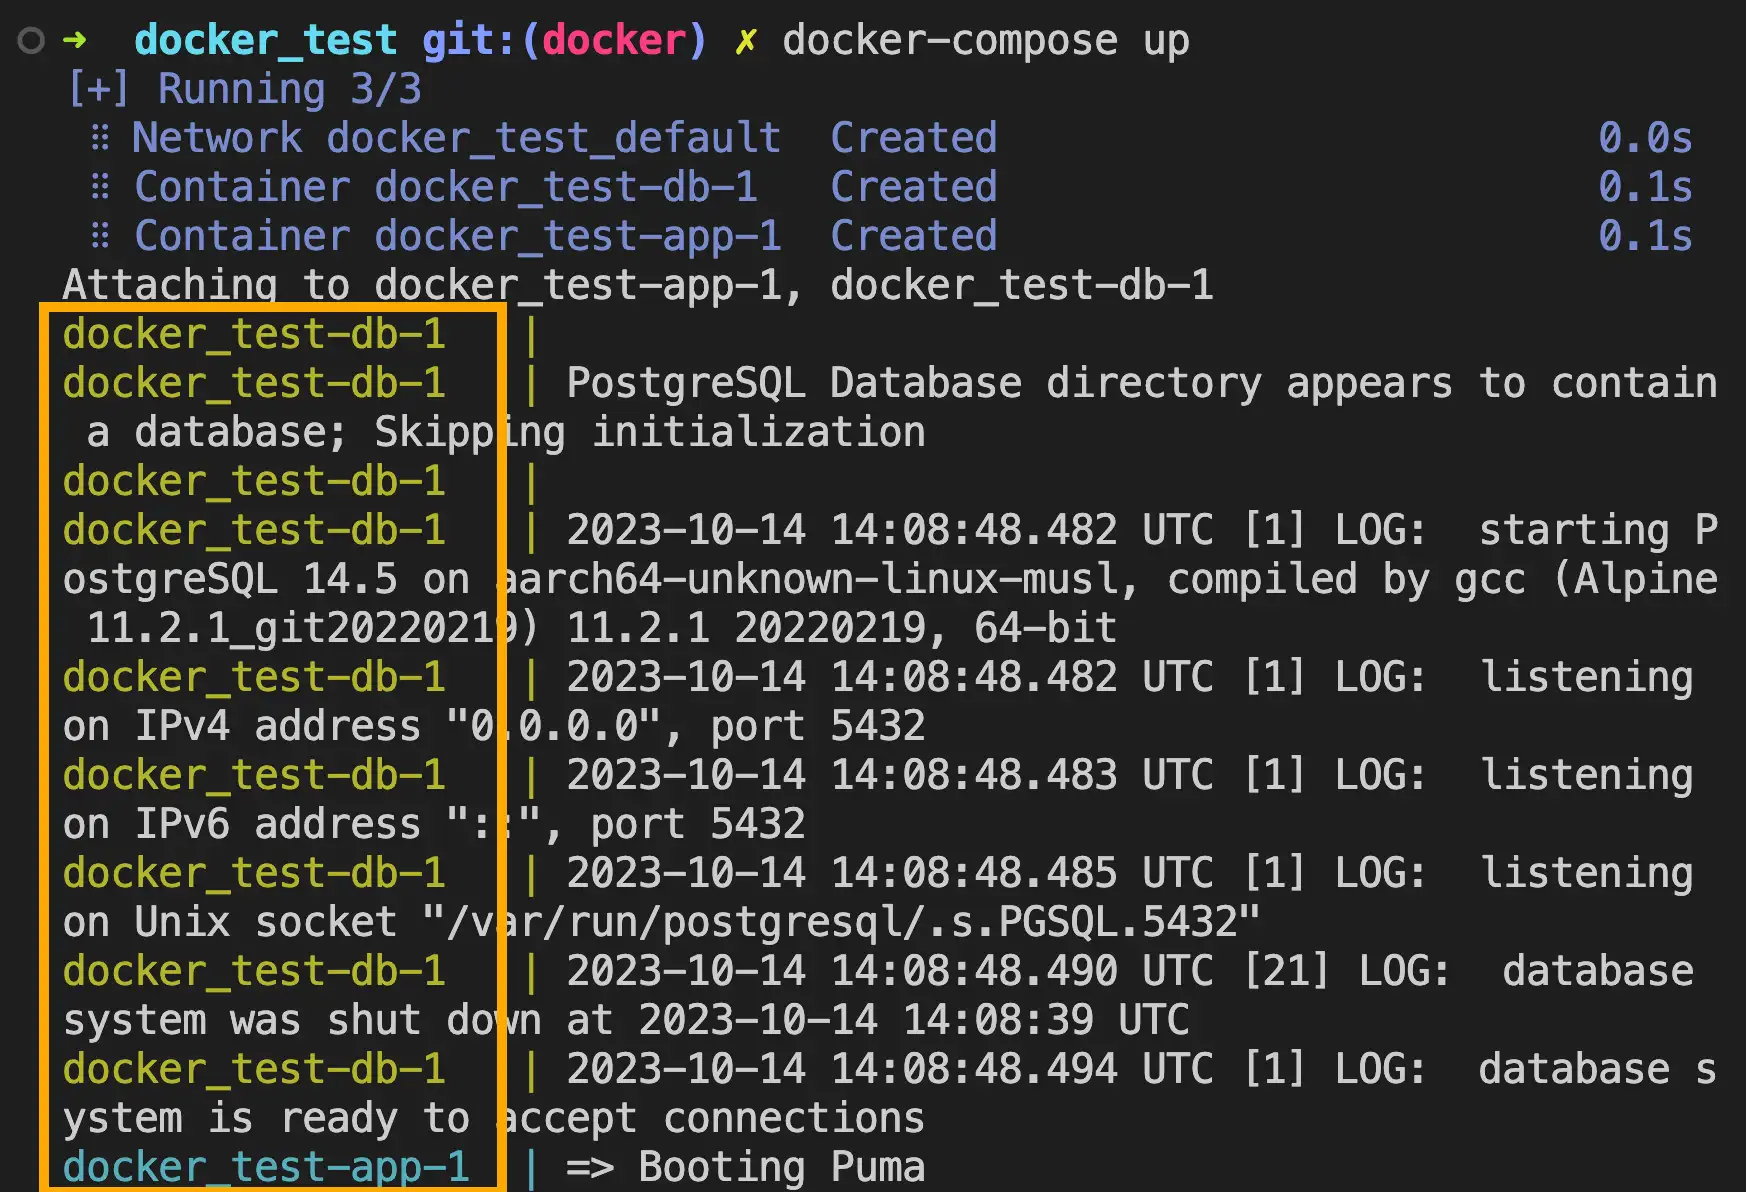 ➜  docker_test git:(docker) ✗ docker-compose up
[+] Running 3/3
 ⠿ Network docker_test_default  Created 0.0s
 ⠿ Container docker_test-db-1   Created 0.1s
 ⠿ Container docker_test-app-1  Created 0.1s
Attaching to docker_test-app-1, docker_test-db-1
docker_test-db-1   |
docker_test-db-1   | PostgreSQL Database directory appears to contain
 a database; Skipping initialization
docker_test-db-1   |
docker_test-db-1   | 2023-10-14 14:08:48.482 UTC [1] LOG:  starting P
ostgreSQL 14.5 on aarch64-unknown-linux-musl, compiled by gcc (Alpine
 11.2.1_git20220219) 11.2.1 20220219, 64-bit
docker_test-db-1   | 2023-10-14 14:08:48.482 UTC [1] LOG:  listening
on IPv4 address "0.0.0.0", port 5432
docker_test-db-1   | 2023-10-14 14:08:48.483 UTC [1] LOG:  listening
on IPv6 address "::", port 5432
docker_test-db-1   | 2023-10-14 14:08:48.485 UTC [1] LOG:  listening
on Unix socket "/var/run/postgresql/.s.PGSQL.5432"
docker_test-db-1   | 2023-10-14 14:08:48.490 UTC [21] LOG:  database
system was shut down at 2023-10-14 14:08:39 UTC
docker_test-db-1   | 2023-10-14 14:08:48.494 UTC [1] LOG:  database s
ystem is ready to accept connections
docker_test-app-1  | => Booting Puma